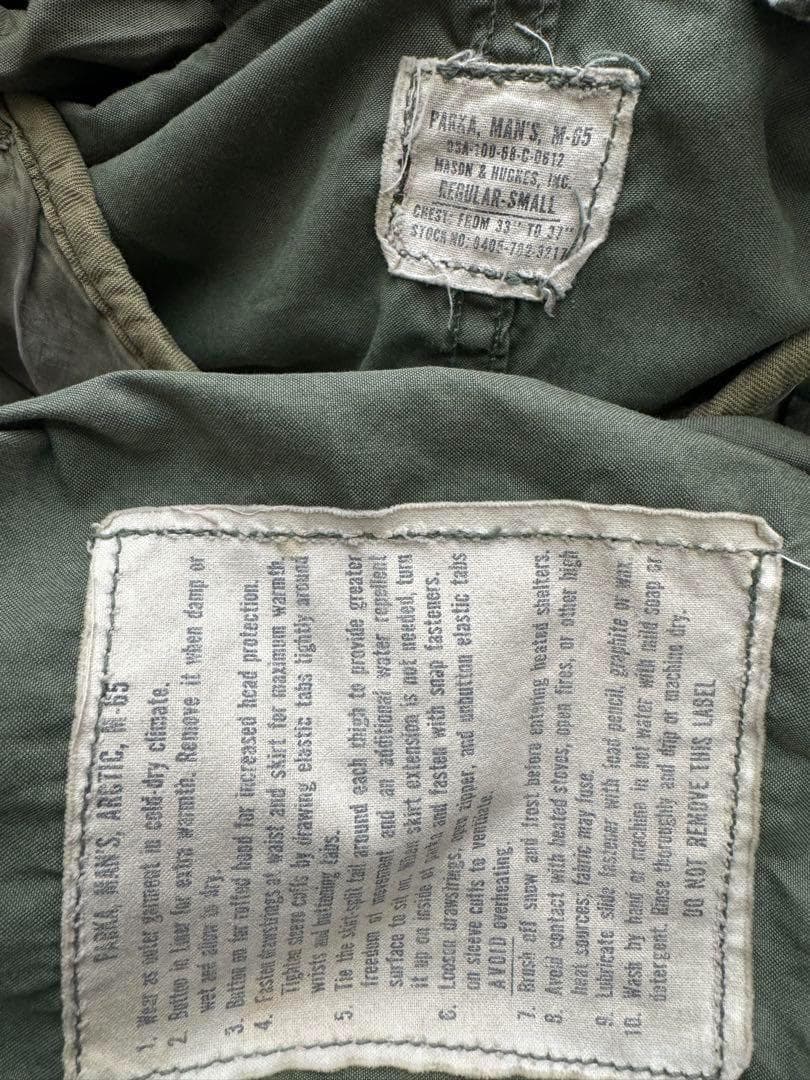 PARKA, MAN'S, M-65
DSA-100-68-C-0612
MASON & HUGHES, INC.
REGULAR-SMALL
CHEST: FROM 33" TO 37"
STOCK NO: 8405-782-3217
PARKA, MAN'S, ARCTIC, M-65
1. Wear as outer garment in cold-dry climate.
2. Button in liner for extra warmth. Remove it when damp or
wet and allow to dry.
3. Button on fur ruffed hood for increased head protection.
4. Fasten drawstrings at waist and skirt for maximum warmth.
Tighten sleeve cuffs by drawing elastic tabs tightly around
wrists and buttoning tabs.
5. Tie the skirt-split tail around each thigh to provide greater
freedom of movement and an additional water repellent
surface to sit on. When skirt extension is not needed, turn
it up on inside of parka and fasten with snap fasteners.
6. Loosen drawstrings, open zipper, and unbutton elastic tabs
on sleeve cuffs to ventilate.
AVOID overheating.
7. Brush off snow and frost before entering heated shelters.
8. Avoid contact with heated stoves, open fires, or other high
heat sources; fabric may fuse.
9. Lubricate slide fastener with lead pencil, graphite or wax.
10. Wash by hand or machine in hot water with mild soap or
detergent. Rinse thoroughly and drip or machine dry.
DO NOT REMOVE THIS LABEL